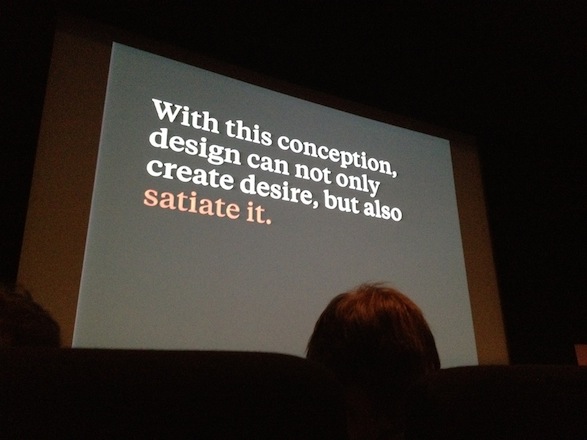 With this conception,
design can not only
create desire, but also
satiate it.